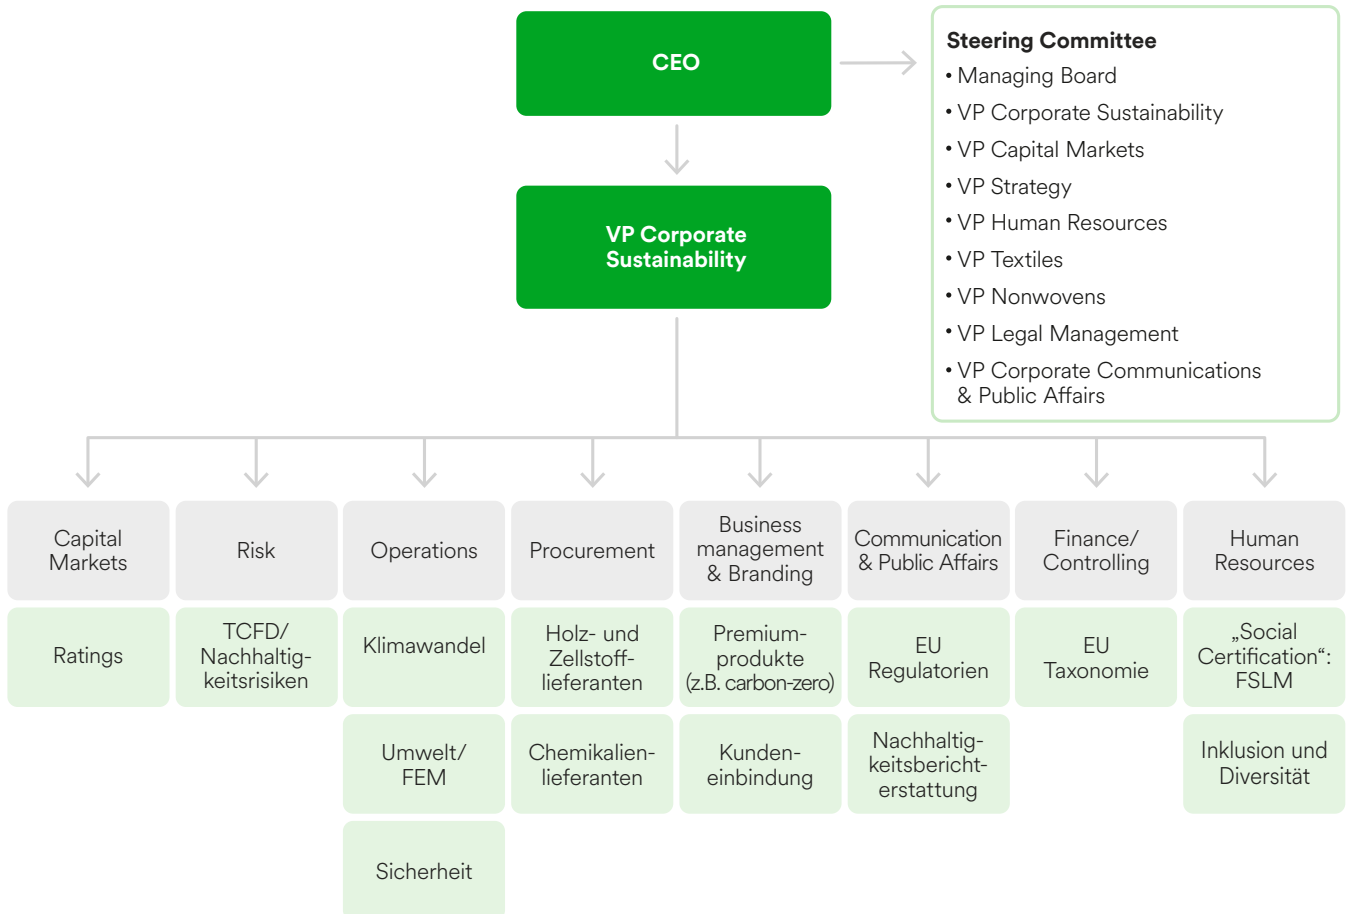 CEO
Steering Committee
• Managing Board
• VP Corporate Sustainability
• VP Capital Markets
• VP Strategy
• VP Human Resources
• VP Textiles
• VP Nonwovens
• VP Legal Management
• VP Corporate Communications
& Public Affairs
VP Corporate
Sustainability
Capital
Markets
Risk
Operations
Procurement
Business
management
& Branding
Communication
& Public Affairs
Finance/
Controlling
Human
Resources
Ratings
TCFD/
Nachhaltig-
keitsrisiken
Klimawandel
Holz- und
Zellstoff-
lieferanten
Premium-
produkte
(z.B. carbon-zero)
EU
Regulatorien
EU
Taxonomie
„Social
Certification“:
FSLM
Umwelt/
FEM
Chemikalien-
lieferanten
Kunden-
einbindung
Nachhaltig-
keitsbericht-
erstattung
Inklusion und
Diversität
Sicherheit